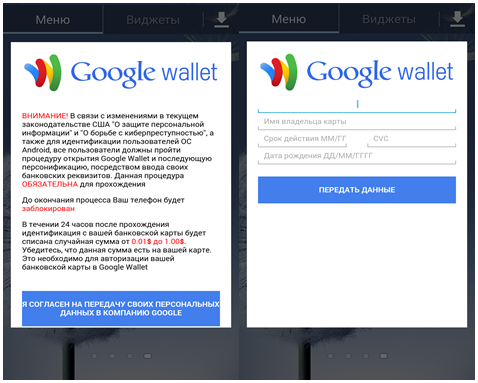 Меню
Виджеты
Google wallet
ВНИМАНИЕ! В связи с изменениями в текущем
законодательстве США "О защите персональной
информации" и "О борьбе с киберпреступностью", а
также для идентификации пользователей ОС
Android, все пользователи должны пройти
процедуру открытия Google Wallet и последующую
персонификацию, посредством ввода своих
банковских реквизитов. Данная процедура
ОБЯЗАТЕЛЬНА для прохождения
До окончания процесса Ваш телефон будет
заблокирован
В течении 24 часов после прохождения
идентификации с вашей банковской карты будет
списана случайная сумма от 0.01$ до 1.00$.
Убедитесь, что данная сумма есть на вашей карте.
Это необходимо для авторизации вашей
банковской карты в Google Wallet
Я СОГЛАСЕН НА ПЕРЕДАЧУ СВОИХ ПЕРСОНАЛЬНЫХ
ДАННЫХ В КОМПАНИЮ GOOGLE
Меню
Виджеты
Google wallet
Имя владельца карты
Срок действия ММ/ГГ CVC
Дата рождения ДД/ММ/ГГГГ
ПЕРЕДАТЬ ДАННЫЕ